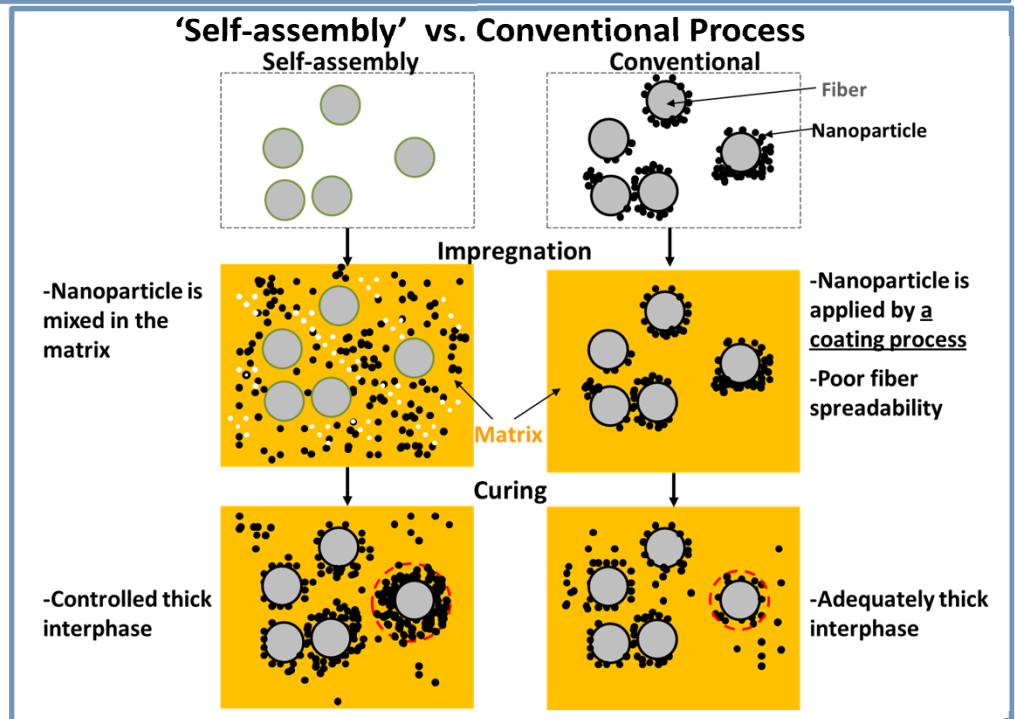 ‘Self-assembly’ vs. Conventional Process
Self-assembly
Conventional
Fiber
Nanoparticle
Impregnation
-Nanoparticle is
mixed in the
matrix
-Nanoparticle is
applied by a
coating process
-Poor fiber
spreadability
Matrix
Curing
-Controlled thick
interphase
-Adequately thick
interphase